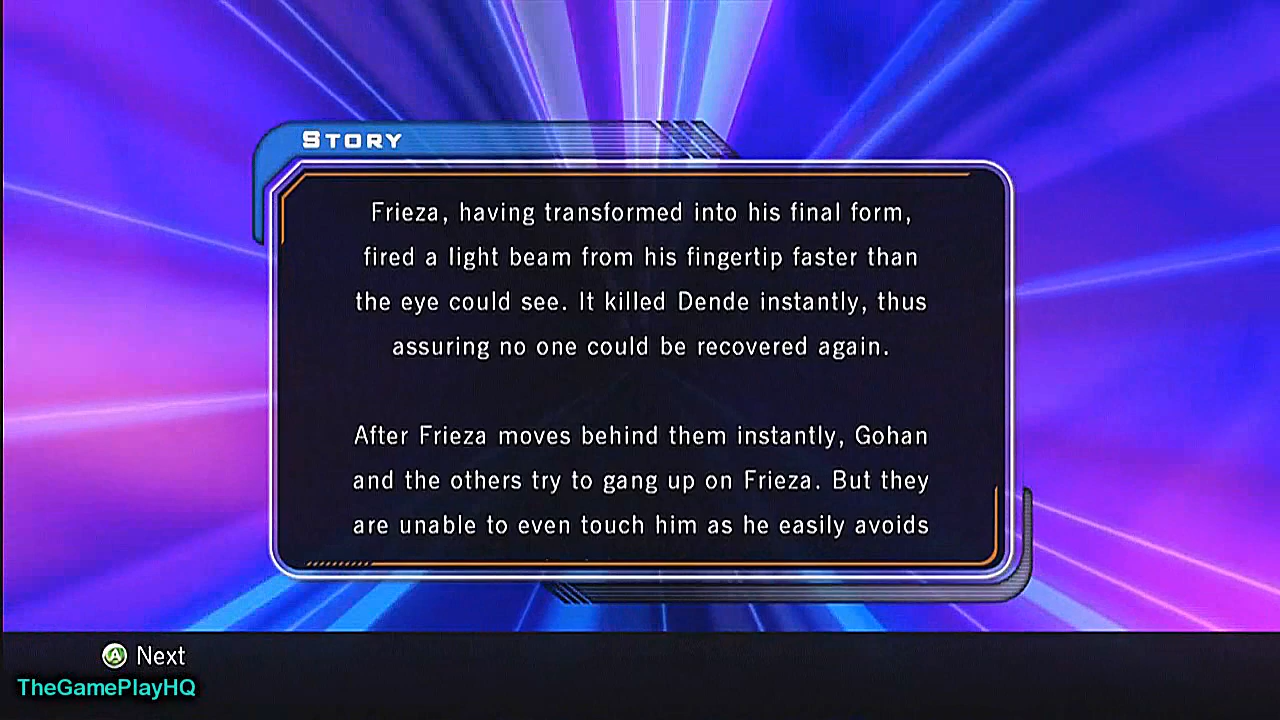 STORY
Frieza, having transformed into his final form,
fired a light beam from his fingertip faster than
the eye could see. It killed Dende instantly, thus
assuring no one could be recovered again.
After Frieza moves behind them instantly, Gohan
and the others try to gang up on Frieza. But they
are unable to even touch him as he easily avoids
A Next
TheGamePlayHQ